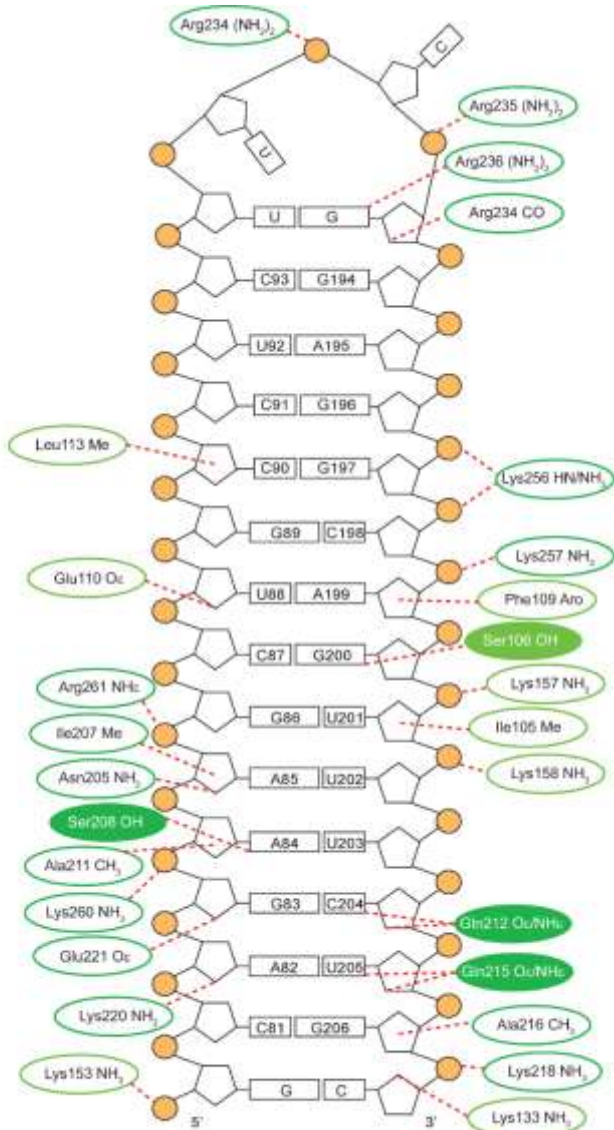 Arg234 (NH₂)₂
C
Arg235 (NH₂)₂
U
Arg236 (NH₂)₂
U G
Arg234 CO
C93 G194
U92 A195
C91 G196
Leu113 Me
C90 G197
Lys256 HN/NH₃
G89 C198
Lys257 NH₃
Glu110 Oε
U88 A199
Phe109 Aro
Ser106 OH
C87 G200
Arg261 NHε
Lys157 NH₃
G86 U201
Ile207 Me
Ile105 Me
Asn205 NH₂
A85 U202
Lys158 NH₃
Ser208 OH
A84 U203
Ala211 CH₃
Lys260 NH₃
G83 C204
Gln212 Oε/NHε
Glu221 Oε
A82 U205
Gln215 Oε/NHε
Lys220 NH₃
C81 G206
Ala216 CH₃
Lys153 NH₃
Lys218 NH₃
G C
5' 3'
Lys133 NH₃